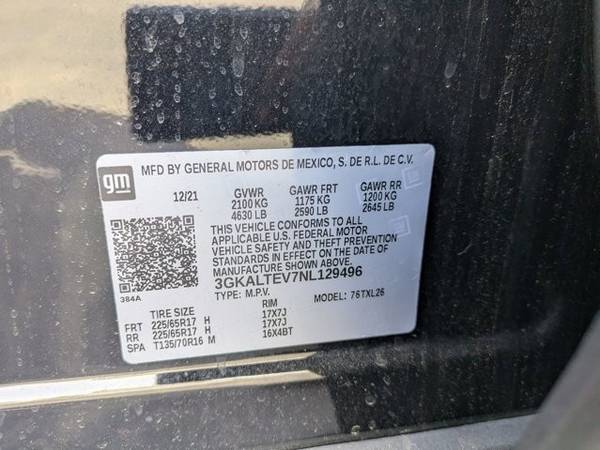 gm
MFD BY GENERAL MOTORS DE MEXICO, S. DE R.L. DE C.V.
12/21 GVWR GAWR FRT GAWR RR
2100 KG 1175 KG 1200 KG
4630 LB 2590 LB 2645 LB
THIS VEHICLE CONFORMS TO ALL
APPLICABLE U.S. FEDERAL MOTOR
VEHICLE SAFETY AND THEFT PREVENTION
STANDARDS IN EFFECT ON THE DATE OF
MANUFACTURE SHOWN ABOVE.
3GKALTEV7NL129496
384A
TYPE: M.P.V. MODEL: 76TXL26
TIRE SIZE RIM
FRT 225/65R17 H 17X7J
RR 225/65R17 H 17X7J
SPA T135/70R16 M 16X4BT